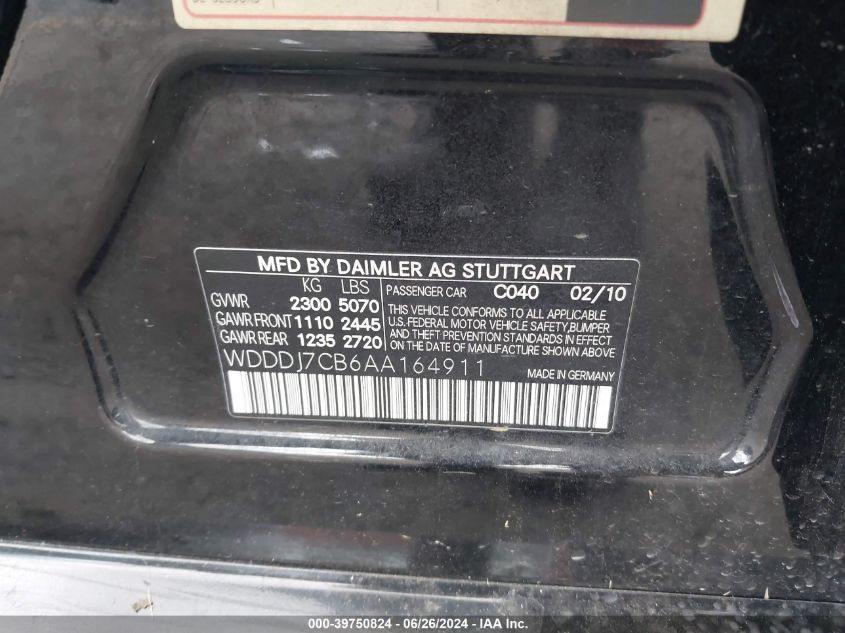 MFD BY DAIMLER AG STUTTGART
KG LBS
GVWR 2300 5070
GAWR FRONT 1110 2445
GAWR REAR 1235 2720
PASSENGER CAR C040 02/10
THIS VEHICLE CONFORMS TO ALL APPLICABLE
U.S. FEDERAL MOTOR VEHICLE SAFETY,BUMPER
AND THEFT PREVENTION STANDARDS IN EFFECT
ON THE DATE OF MANUFACTURE SHOWN ABOVE
WDDDJ7CB6AA164911
MADE IN GERMANY
000-39750824 - 06/26/2024 - IAA Inc.